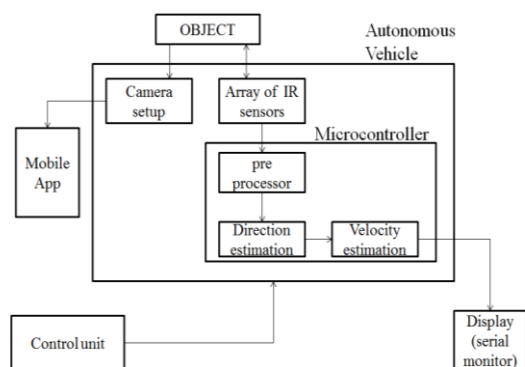 OBJECT
Autonomous
Vehicle
Camera
setup
Array of IR
sensors
Microcontroller
Mobile
App
pre
processor
Direction
estimation
Velocity
estimation
Control unit
Display
(serial
monitor)